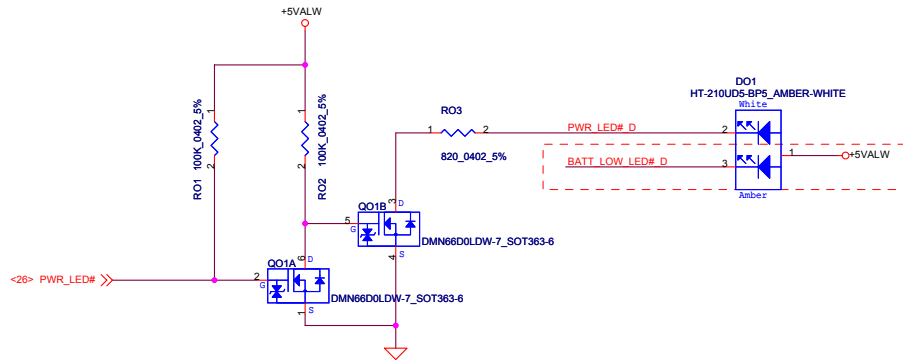 +5VALW
DO1
HT-210UD5-BP5_AMBER-WHITE
White
RO3
1
2
PWR_LED#_D
2
820_0402_5%
BATT_LOW_LED#_D
3
1
+5VALW
Amber
1
1
RO1
100K_0402_5%
RO2
100K_0402_5%
2
2
QO1B
3
D
5
G
DMN66D0LDW-7_SOT363-6
4
S
QO1A
6
D
<26> PWR_LED#
2
G
DMN66D0LDW-7_SOT363-6
1
S